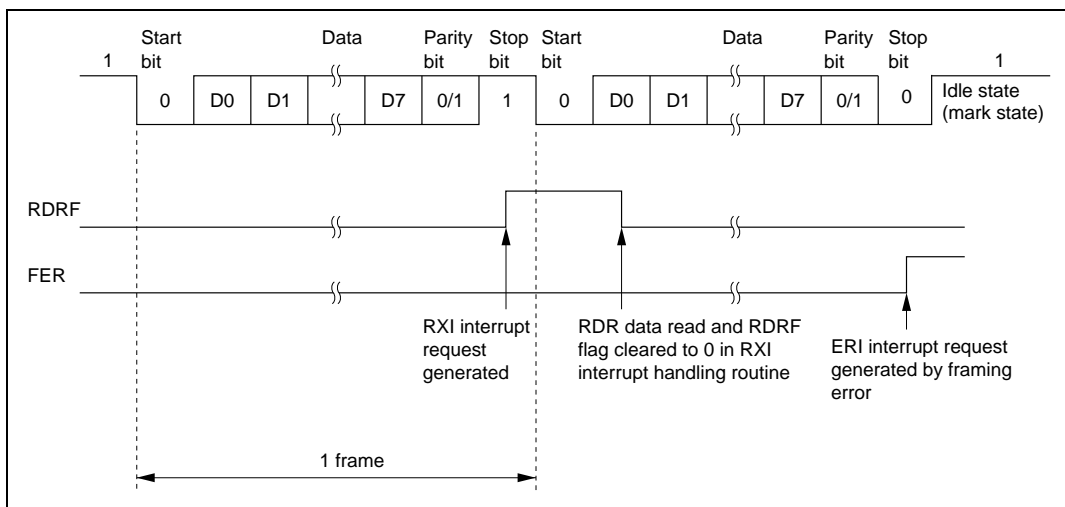 Start bit
Data
Parity bit
Stop bit
Start bit
Data
Parity bit
Stop bit
1
1
0
D0
D1
D7
0/1
1
0
D0
D1
D7
0/1
0
Idle state
(mark state)
RDRF
FER
RXI interrupt
request
generated
RDR data read and RDRF
flag cleared to 0 in RXI
interrupt handling routine
ERI interrupt request
generated by framing
error
1 frame